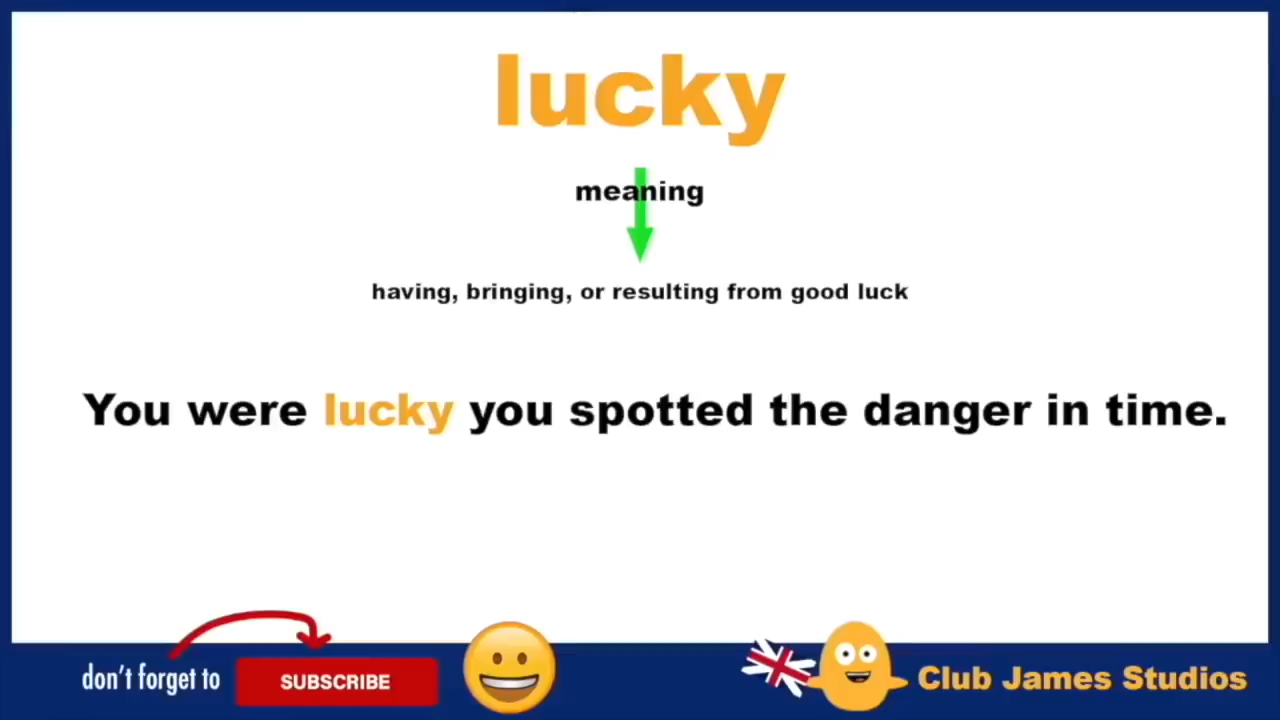 lucky
meaning
having, bringing, or resulting from good luck
You were lucky you spotted the danger in time.
don't forget to
SUBSCRIBE
Club James Studios